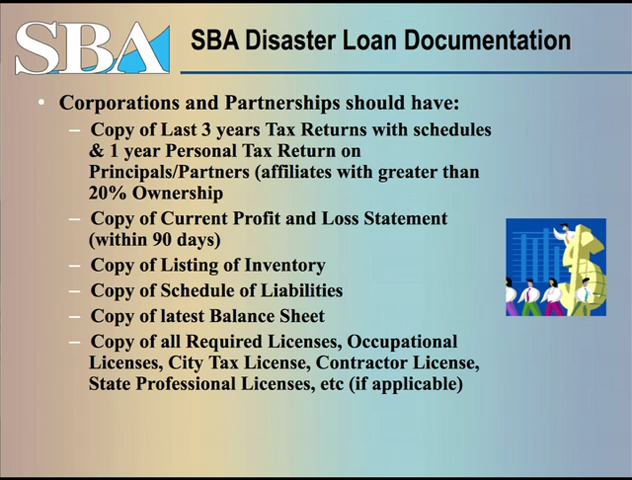 SBA
SBA Disaster Loan Documentation
• Corporations and Partnerships should have:
– Copy of Last 3 years Tax Returns with schedules
& 1 year Personal Tax Return on
Principals/Partners (affiliates with greater than
20% Ownership
– Copy of Current Profit and Loss Statement
(within 90 days)
– Copy of Listing of Inventory
– Copy of Schedule of Liabilities
– Copy of latest Balance Sheet
– Copy of all Required Licenses, Occupational
Licenses, City Tax License, Contractor License,
State Professional Licenses, etc (if applicable)